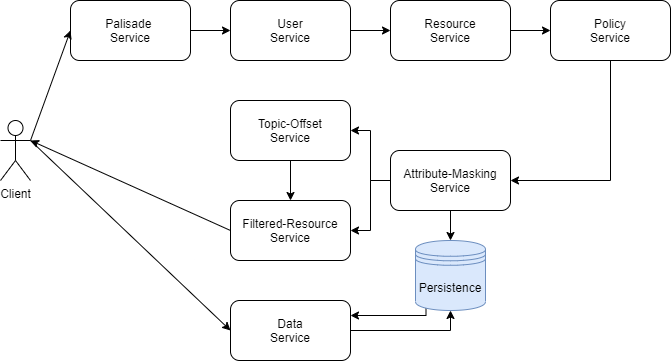 Palisade
Service
User
Service
Resource
Service
Policy
Service
Topic-Offset
Service
Attribute-Masking
Service
Client
Filtered-Resource
Service
Persistence
Data
Service